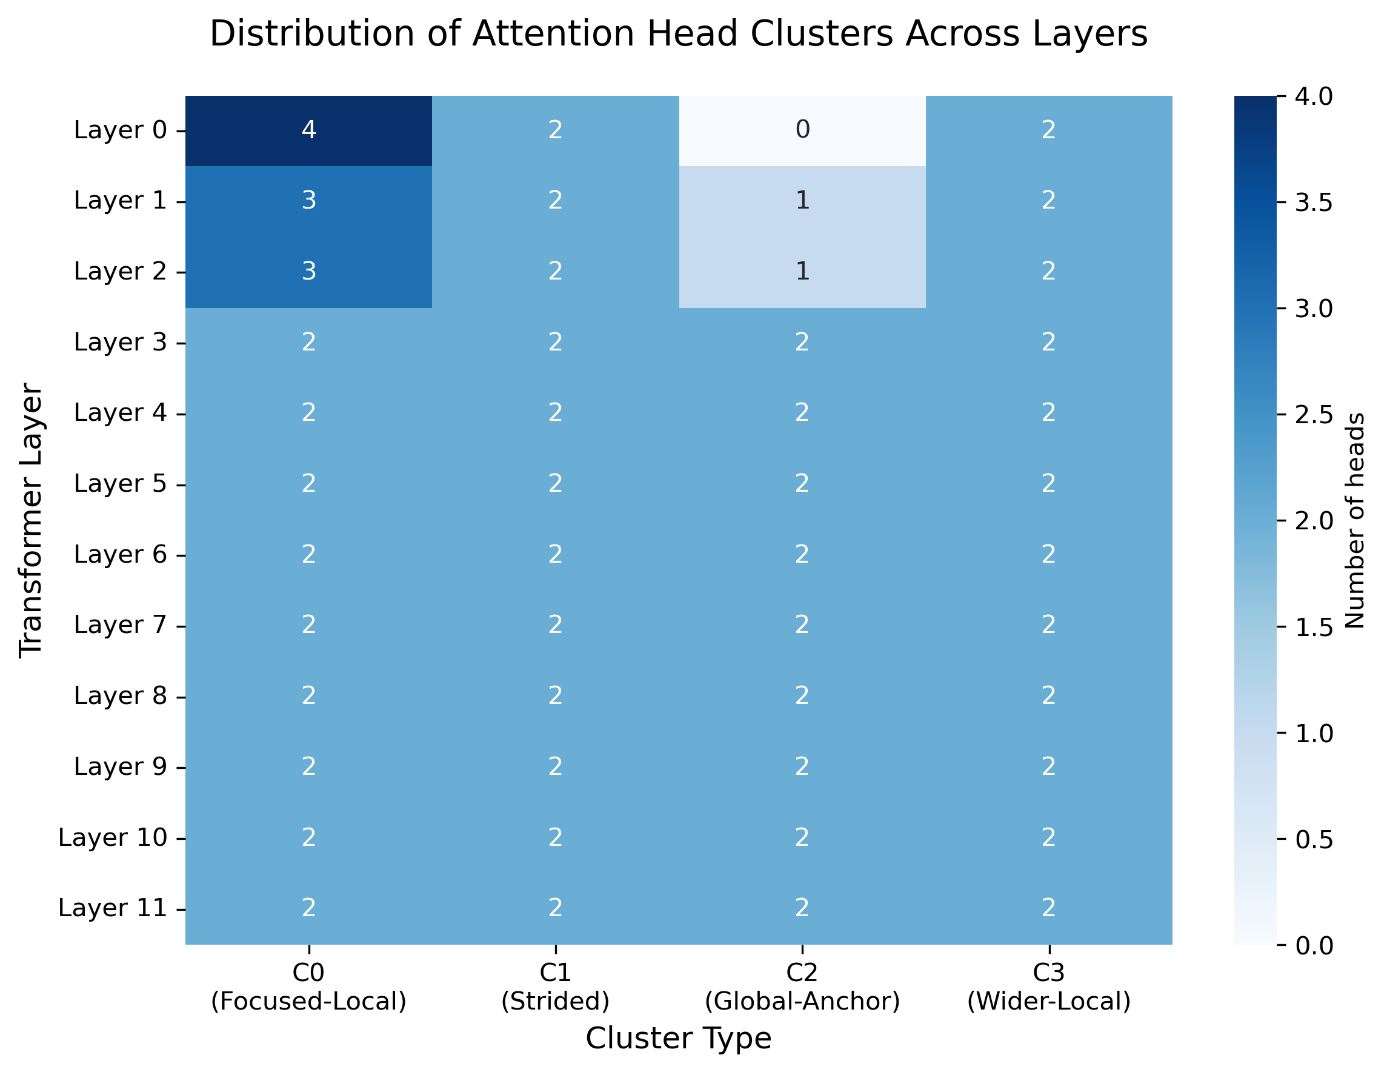 Distribution of Attention Head Clusters Across Layers
Transformer Layer
Layer 0 4 2 0 2
Layer 1 3 2 1 2
Layer 2 3 2 1 2
Layer 3 2 2 2 2
Layer 4 2 2 2 2
Layer 5 2 2 2 2
Layer 6 2 2 2 2
Layer 7 2 2 2 2
Layer 8 2 2 2 2
Layer 9 2 2 2 2
Layer 10 2 2 2 2
Layer 11 2 2 2 2
C0 C1 C2 C3
(Focused-Local) (Strided) (Global-Anchor) (Wider-Local)
Cluster Type
4.0
3.5
3.0
2.5
2.0
1.5
1.0
0.5
0.0
Number of heads